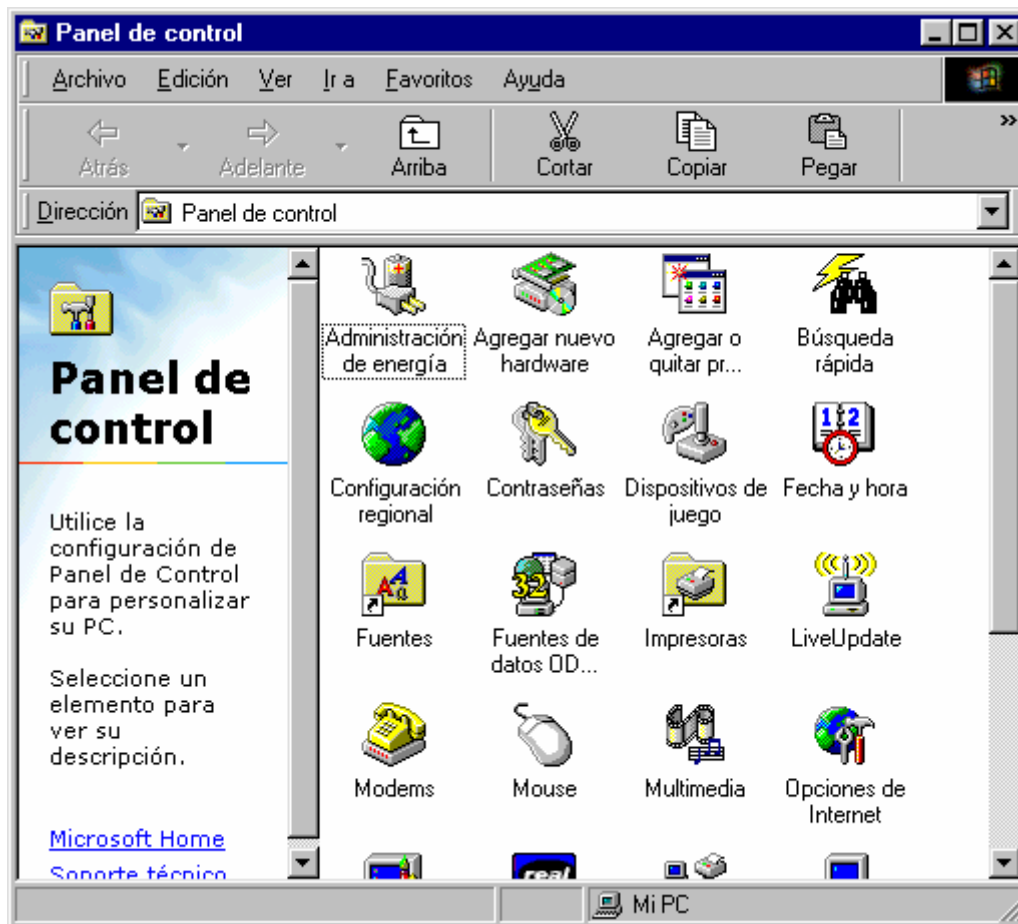 Panel de control
Archivo Edición Ver Ir a Favoritos Ayuda
Atrás Adelante Arriba Cortar Copiar Pegar »
Dirección Panel de control
Panel de
control
Utilice la
configuración de
Panel de Control
para personalizar
su PC.
Seleccione un
elemento para
ver su
descripción.
Microsoft Home
Soporte técnico
Administración
de energía
Agregar nuevo
hardware
Agregar o
quitar pr...
Búsqueda
rápida
Configuración
regional
Contraseñas
Dispositivos de
juego
Fecha y hora
Fuentes
32
Fuentes de
datos OD...
Impresoras
LiveUpdate
Modems
Mouse
Multimedia
Opciones de
Internet
real
Mi PC